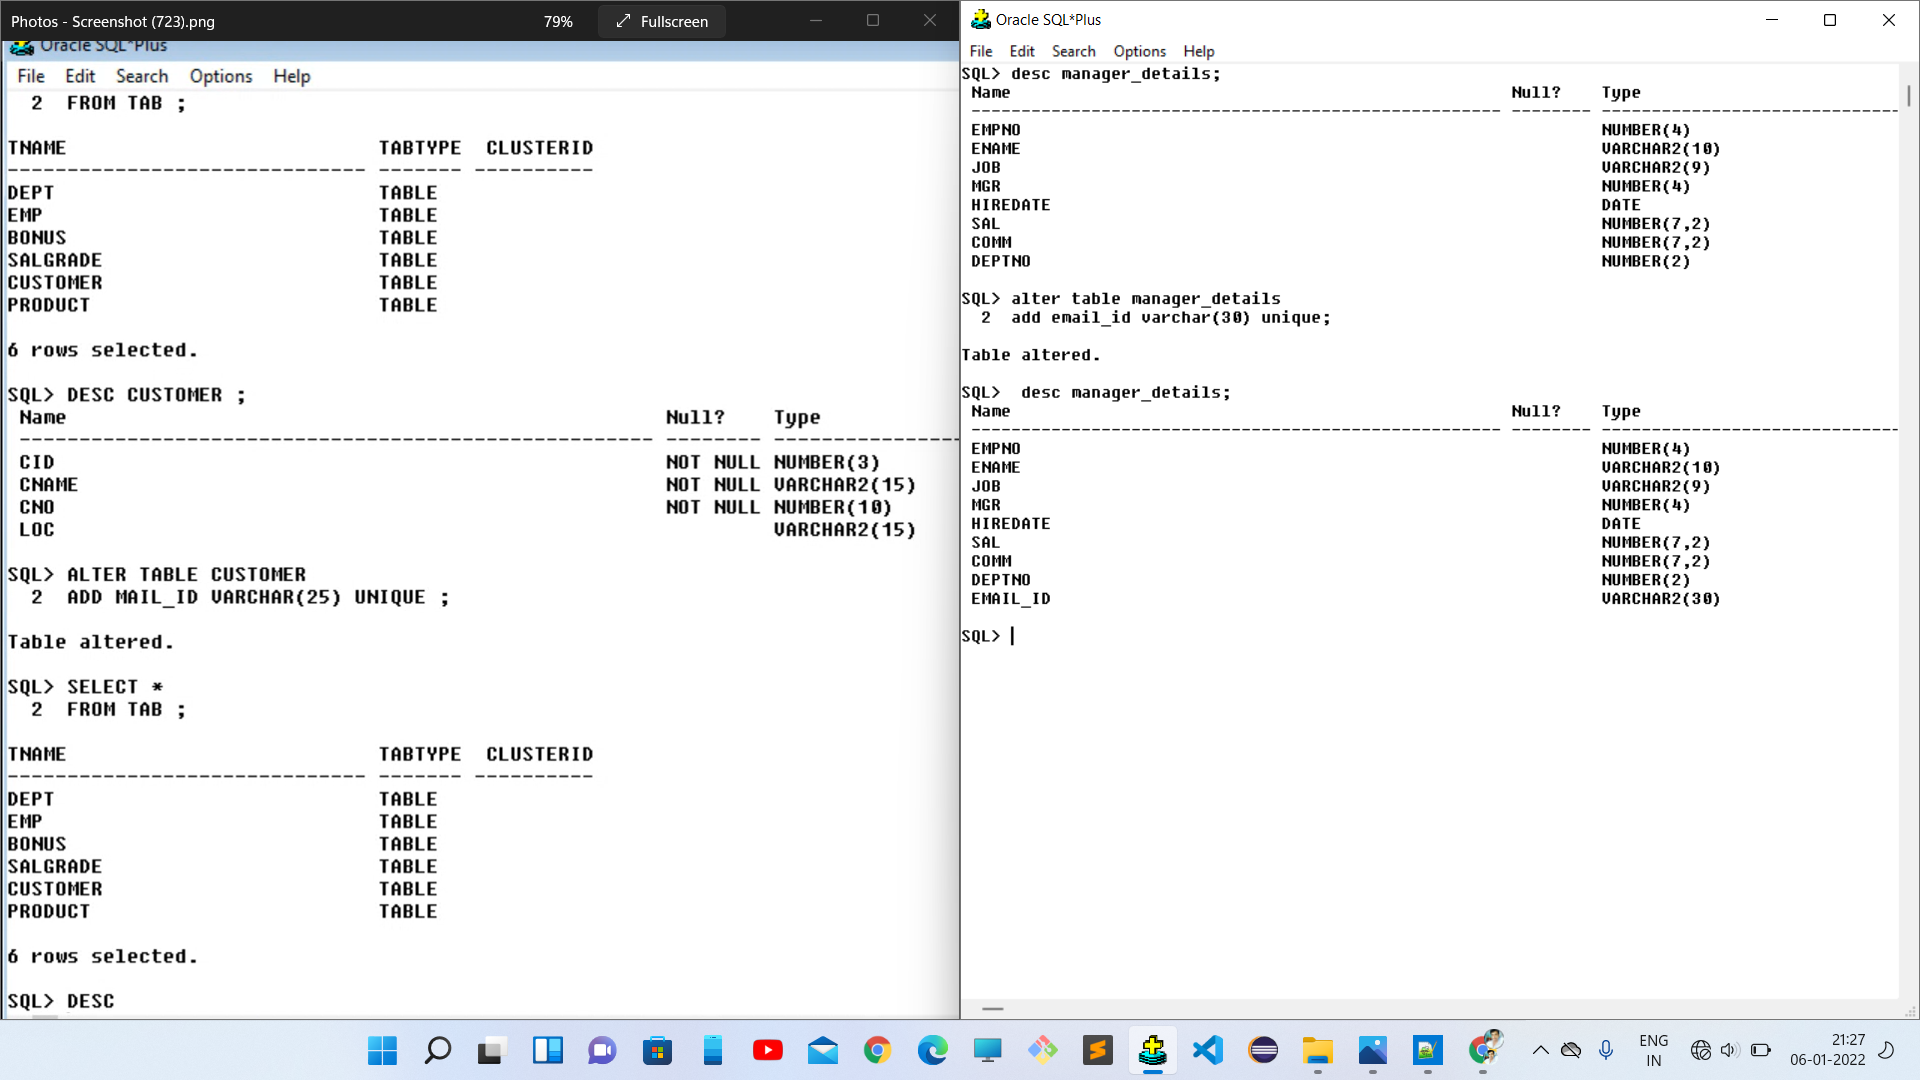 Photos - Screenshot (723).png
79%
Fullscreen
Oracle SQL*Plus
File Edit Search Options Help
2 FROM TAB ;
TNAME TABTYPE CLUSTERID
------------------------------ ------- ----------
DEPT TABLE
EMP TABLE
BONUS TABLE
SALGRADE TABLE
CUSTOMER TABLE
PRODUCT TABLE
6 rows selected.
SQL> DESC CUSTOMER ;
Name Null? Type
CID NOT NULL NUMBER(3)
CNAME NOT NULL VARCHAR2(15)
CNO NOT NULL NUMBER(10)
LOC VARCHAR2(15)
SQL> ALTER TABLE CUSTOMER
2 ADD MAIL_ID VARCHAR(25) UNIQUE ;
Table altered.
SQL> SELECT *
2 FROM TAB ;
TNAME TABTYPE CLUSTERID
------------------------------ ------- ----------
DEPT TABLE
EMP TABLE
BONUS TABLE
SALGRADE TABLE
CUSTOMER TABLE
PRODUCT TABLE
6 rows selected.
SQL> DESC
Oracle SQL*Plus
File Edit Search Options Help
SQL> desc manager_details;
Name Null? Type
EMPNO NUMBER(4)
ENAME VARCHAR2(10)
JOB VARCHAR2(9)
MGR NUMBER(4)
HIREDATE DATE
SAL NUMBER(7,2)
COMM NUMBER(7,2)
DEPTNO NUMBER(2)
SQL> alter table manager_details
2 add email_id varchar(30) unique;
Table altered.
SQL> desc manager_details;
Name Null? Type
EMPNO NUMBER(4)
ENAME VARCHAR2(10)
JOB VARCHAR2(9)
MGR NUMBER(4)
HIREDATE DATE
SAL NUMBER(7,2)
COMM NUMBER(7,2)
DEPTNO NUMBER(2)
EMAIL_ID VARCHAR2(30)
SQL>
ENG
IN
21:27
06-01-2022